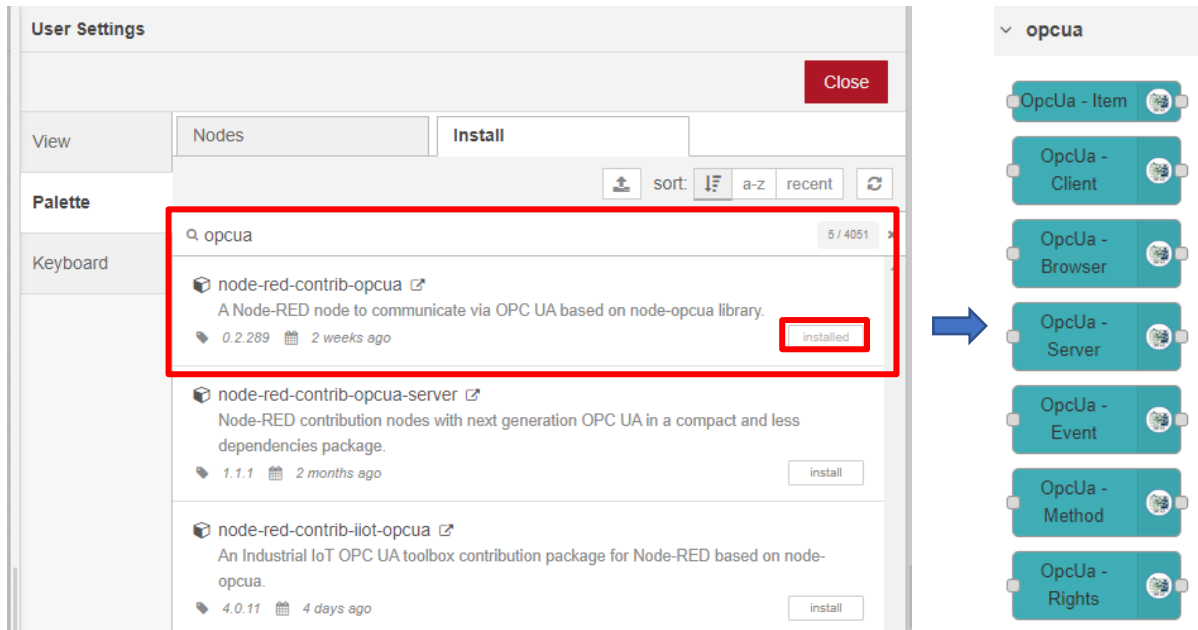 User Settings
Close
View
Palette
Keyboard
Nodes
Install
sort: a-z recent
opcua
5 / 4051
node-red-contrib-opcua
A Node-RED node to communicate via OPC UA based on node-opcua library.
0.2.289 2 weeks ago
installed
node-red-contrib-opcua-server
Node-RED contribution nodes with next generation OPC UA in a compact and less
dependencies package.
1.1.1 2 months ago
install
node-red-contrib-iiot-opcua
An Industrial IoT OPC UA toolbox contribution package for Node-RED based on node-
opcua.
4.0.11 4 days ago
install
opcua
OpcUa - Item
OpcUa -
Client
OpcUa -
Browser
OpcUa -
Server
OpcUa -
Event
OpcUa -
Method
OpcUa -
Rights